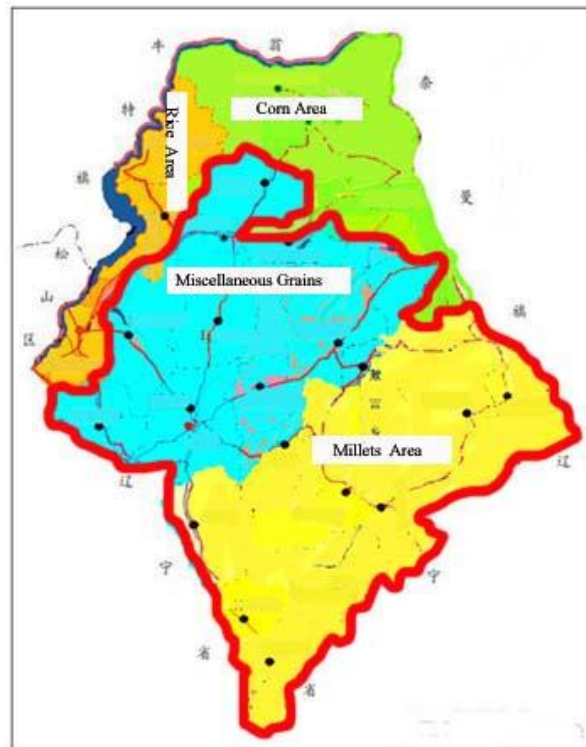 牛
翁
特
旗
奈
曼
旗
松
山
区
Rice Area
Corn Area
Miscellaneous Grains
Millets Area
辽
宁
省
辽
宁
省